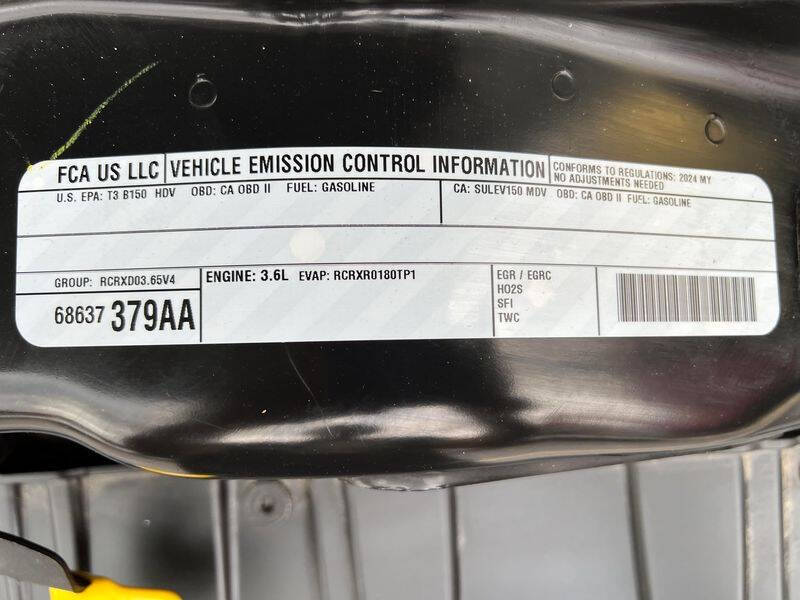 FCA US LLC VEHICLE EMISSION CONTROL INFORMATION CONFORMS TO REGULATIONS: 2024 MY
NO ADJUSTMENTS NEEDED
U.S. EPA: T3 B150 HDV OBD: CA OBD II FUEL: GASOLINE
CA: SULEV150 MDV OBD: CA OBD II FUEL: GASOLINE
GROUP: RCRXD03.65V4
68637 379AA
ENGINE: 3.6L EVAP: RCRXR0180TP1
EGR / EGRC
HO2S
SFI
TWC